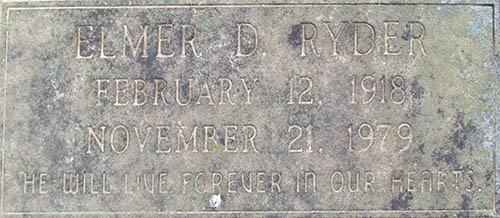 ELMER D. RYDER
FEBRUARY 12, 1918
NOVEMBER 21, 1979
HE WILL LIVE FOREVER IN OUR HEARTS.